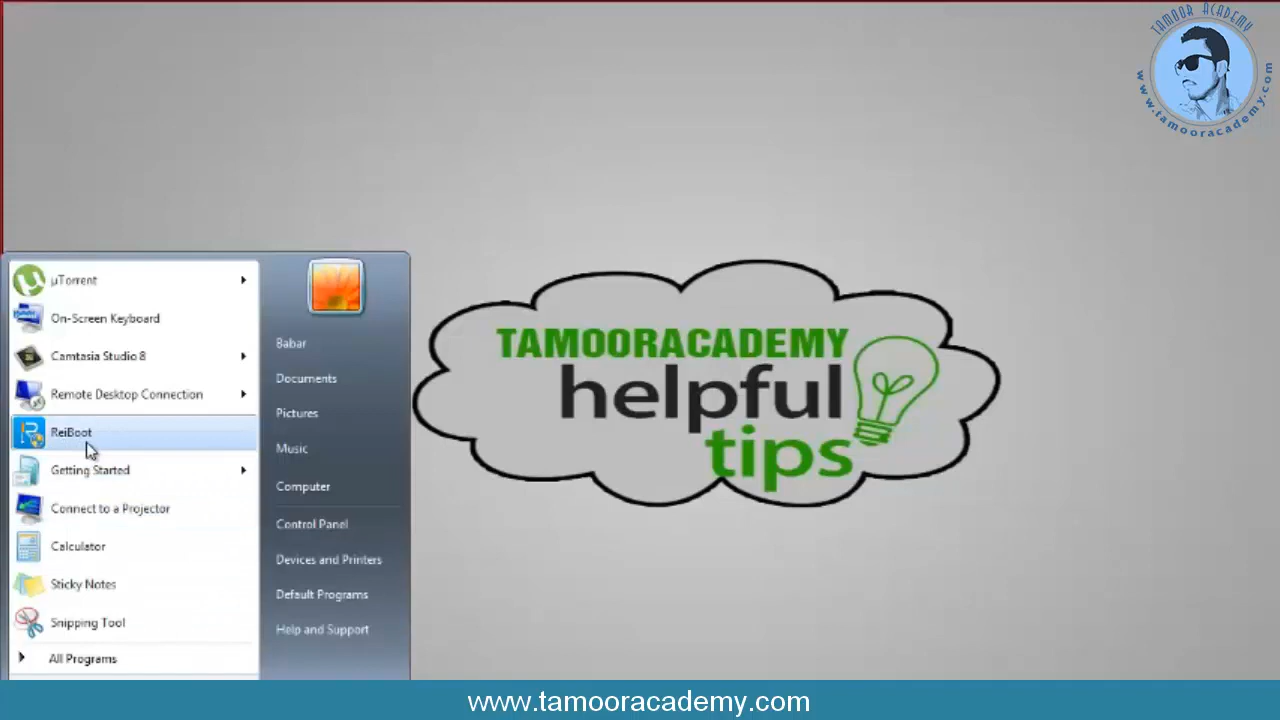 TAMOOR ACADEMY
www.tamooracademy.com
µTorrent
On-Screen Keyboard
Camtasia Studio 8
Remote Desktop Connection
ReiBoot
Getting Started
Connect to a Projector
Calculator
Sticky Notes
Snipping Tool
All Programs
Babar
Documents
Pictures
Music
Computer
Control Panel
Devices and Printers
Default Programs
Help and Support
TAMOORACADEMY
helpful
tips
www.tamooracademy.com